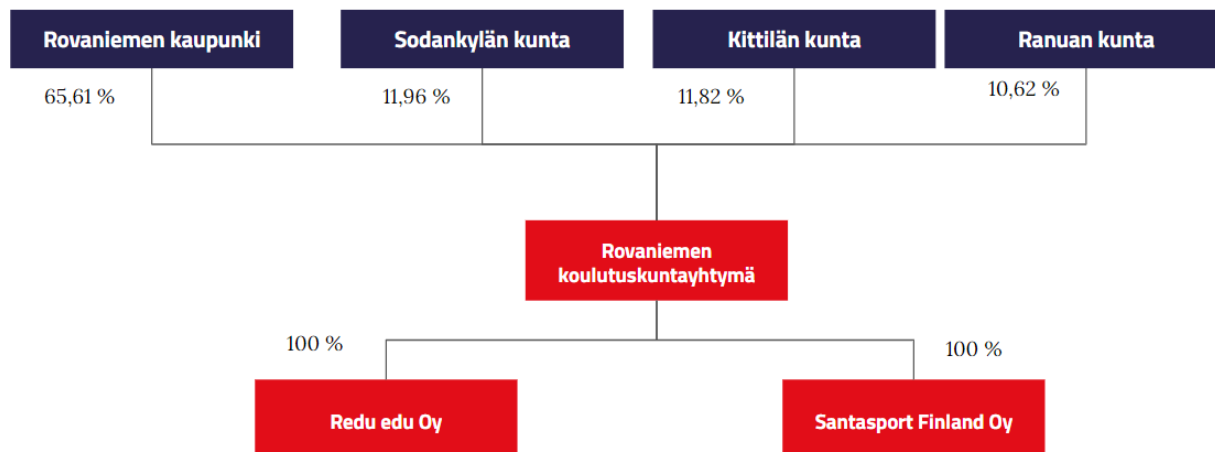 Rovaniemen kaupunki
Sodankylän kunta
Kittilän kunta
Ranuan kunta
65,61 %
11,96 %
11,82 %
10,62 %
Rovaniemen
koulutuskuntayhtymä
100 %
100 %
Redu edu Oy
Santasport Finland Oy